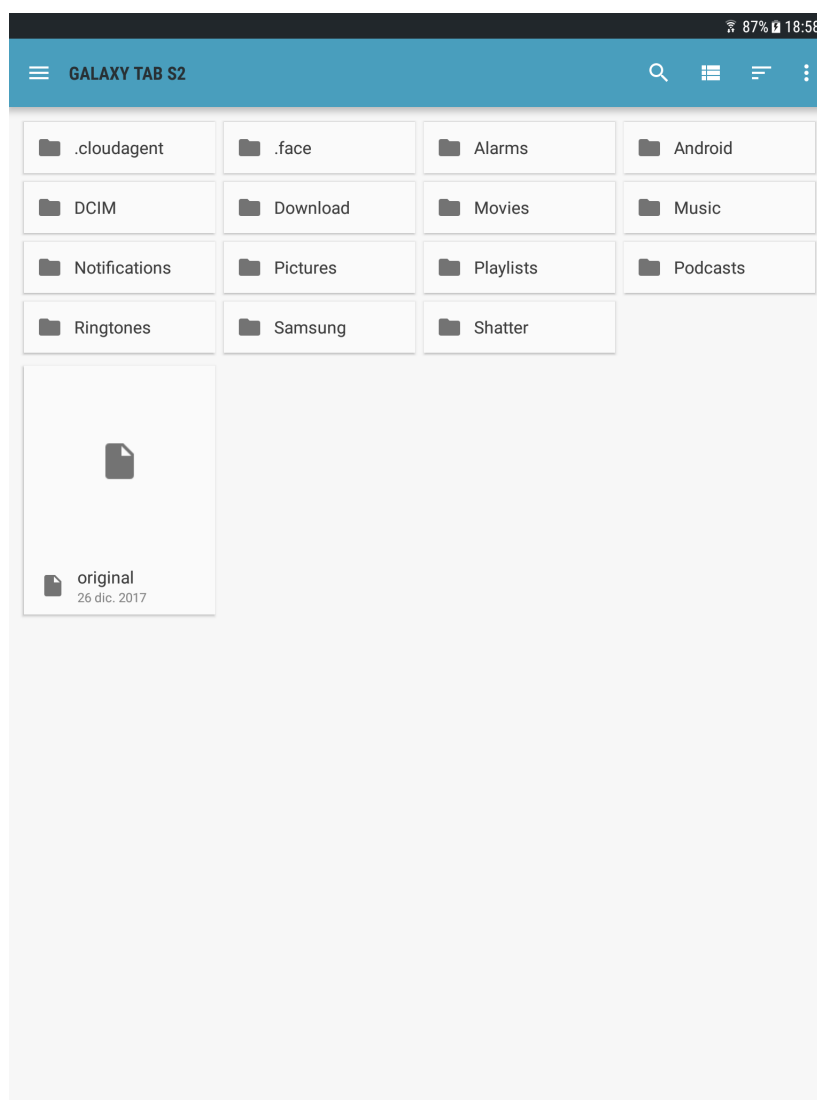 87% 18:58
GALAXY TAB S2
.cloudagent .face Alarms Android
DCIM Download Movies Music
Notifications Pictures Playlists Podcasts
Ringtones Samsung Shatter
original
26 dic. 2017